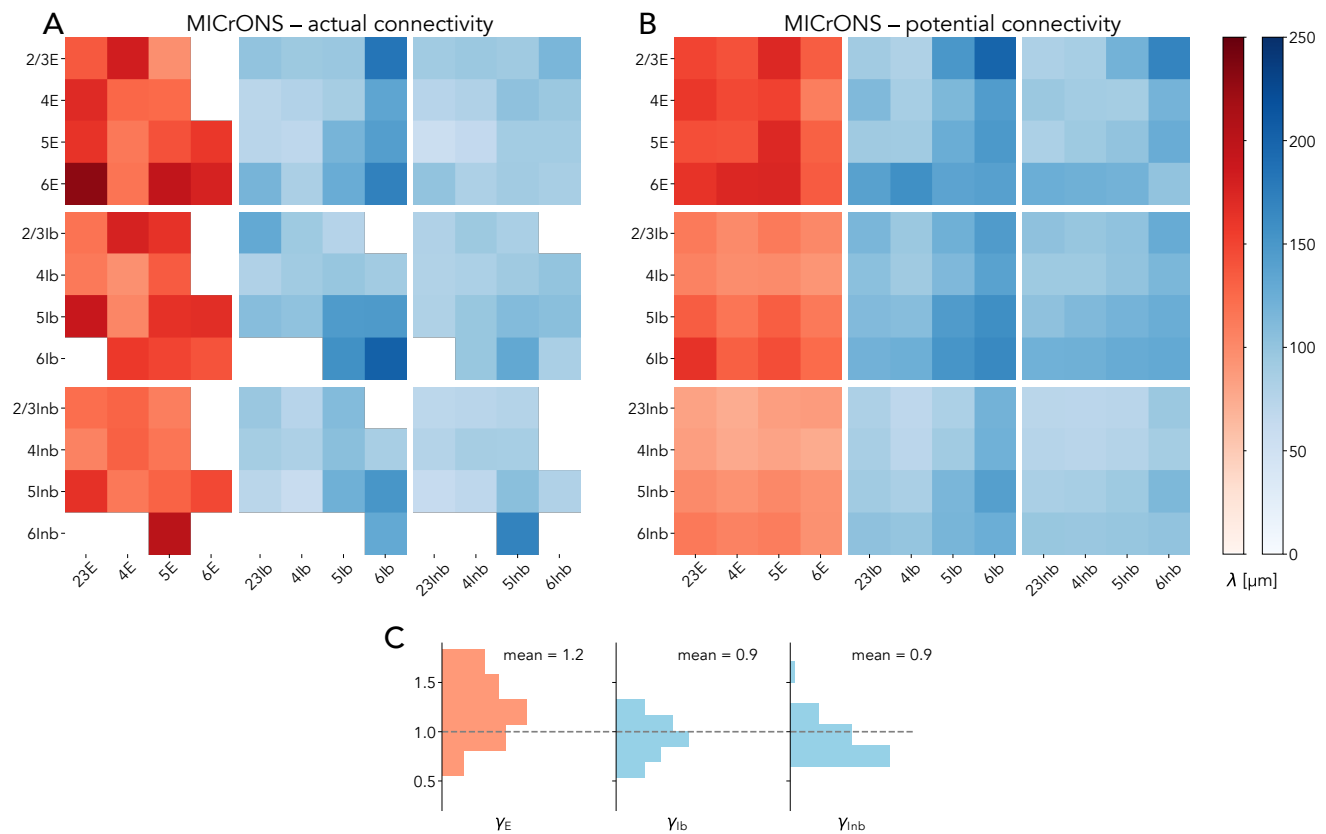 A
MICrONS – actual connectivity
2/3E
4E
5E
6E
2/3Ib
4Ib
5Ib
6Ib
2/3Inb
4Inb
5Inb
6Inb
23E 4E 5E 6E 23Ib 4Ib 5Ib 6Ib 23Inb 4Inb 5Inb 6Inb
B
MICrONS – potential connectivity
2/3E
4E
5E
6E
2/3Ib
4Ib
5Ib
6Ib
23Inb
4Inb
5Inb
6Inb
23E 4E 5E 6E 23Ib 4Ib 5Ib 6Ib 23Inb 4Inb 5Inb 6Inb
250
200
150
100
50
0
λ [μm]
C
mean = 1.2 mean = 0.9 mean = 0.9
1.5
1.0
0.5
γE γIb γInb